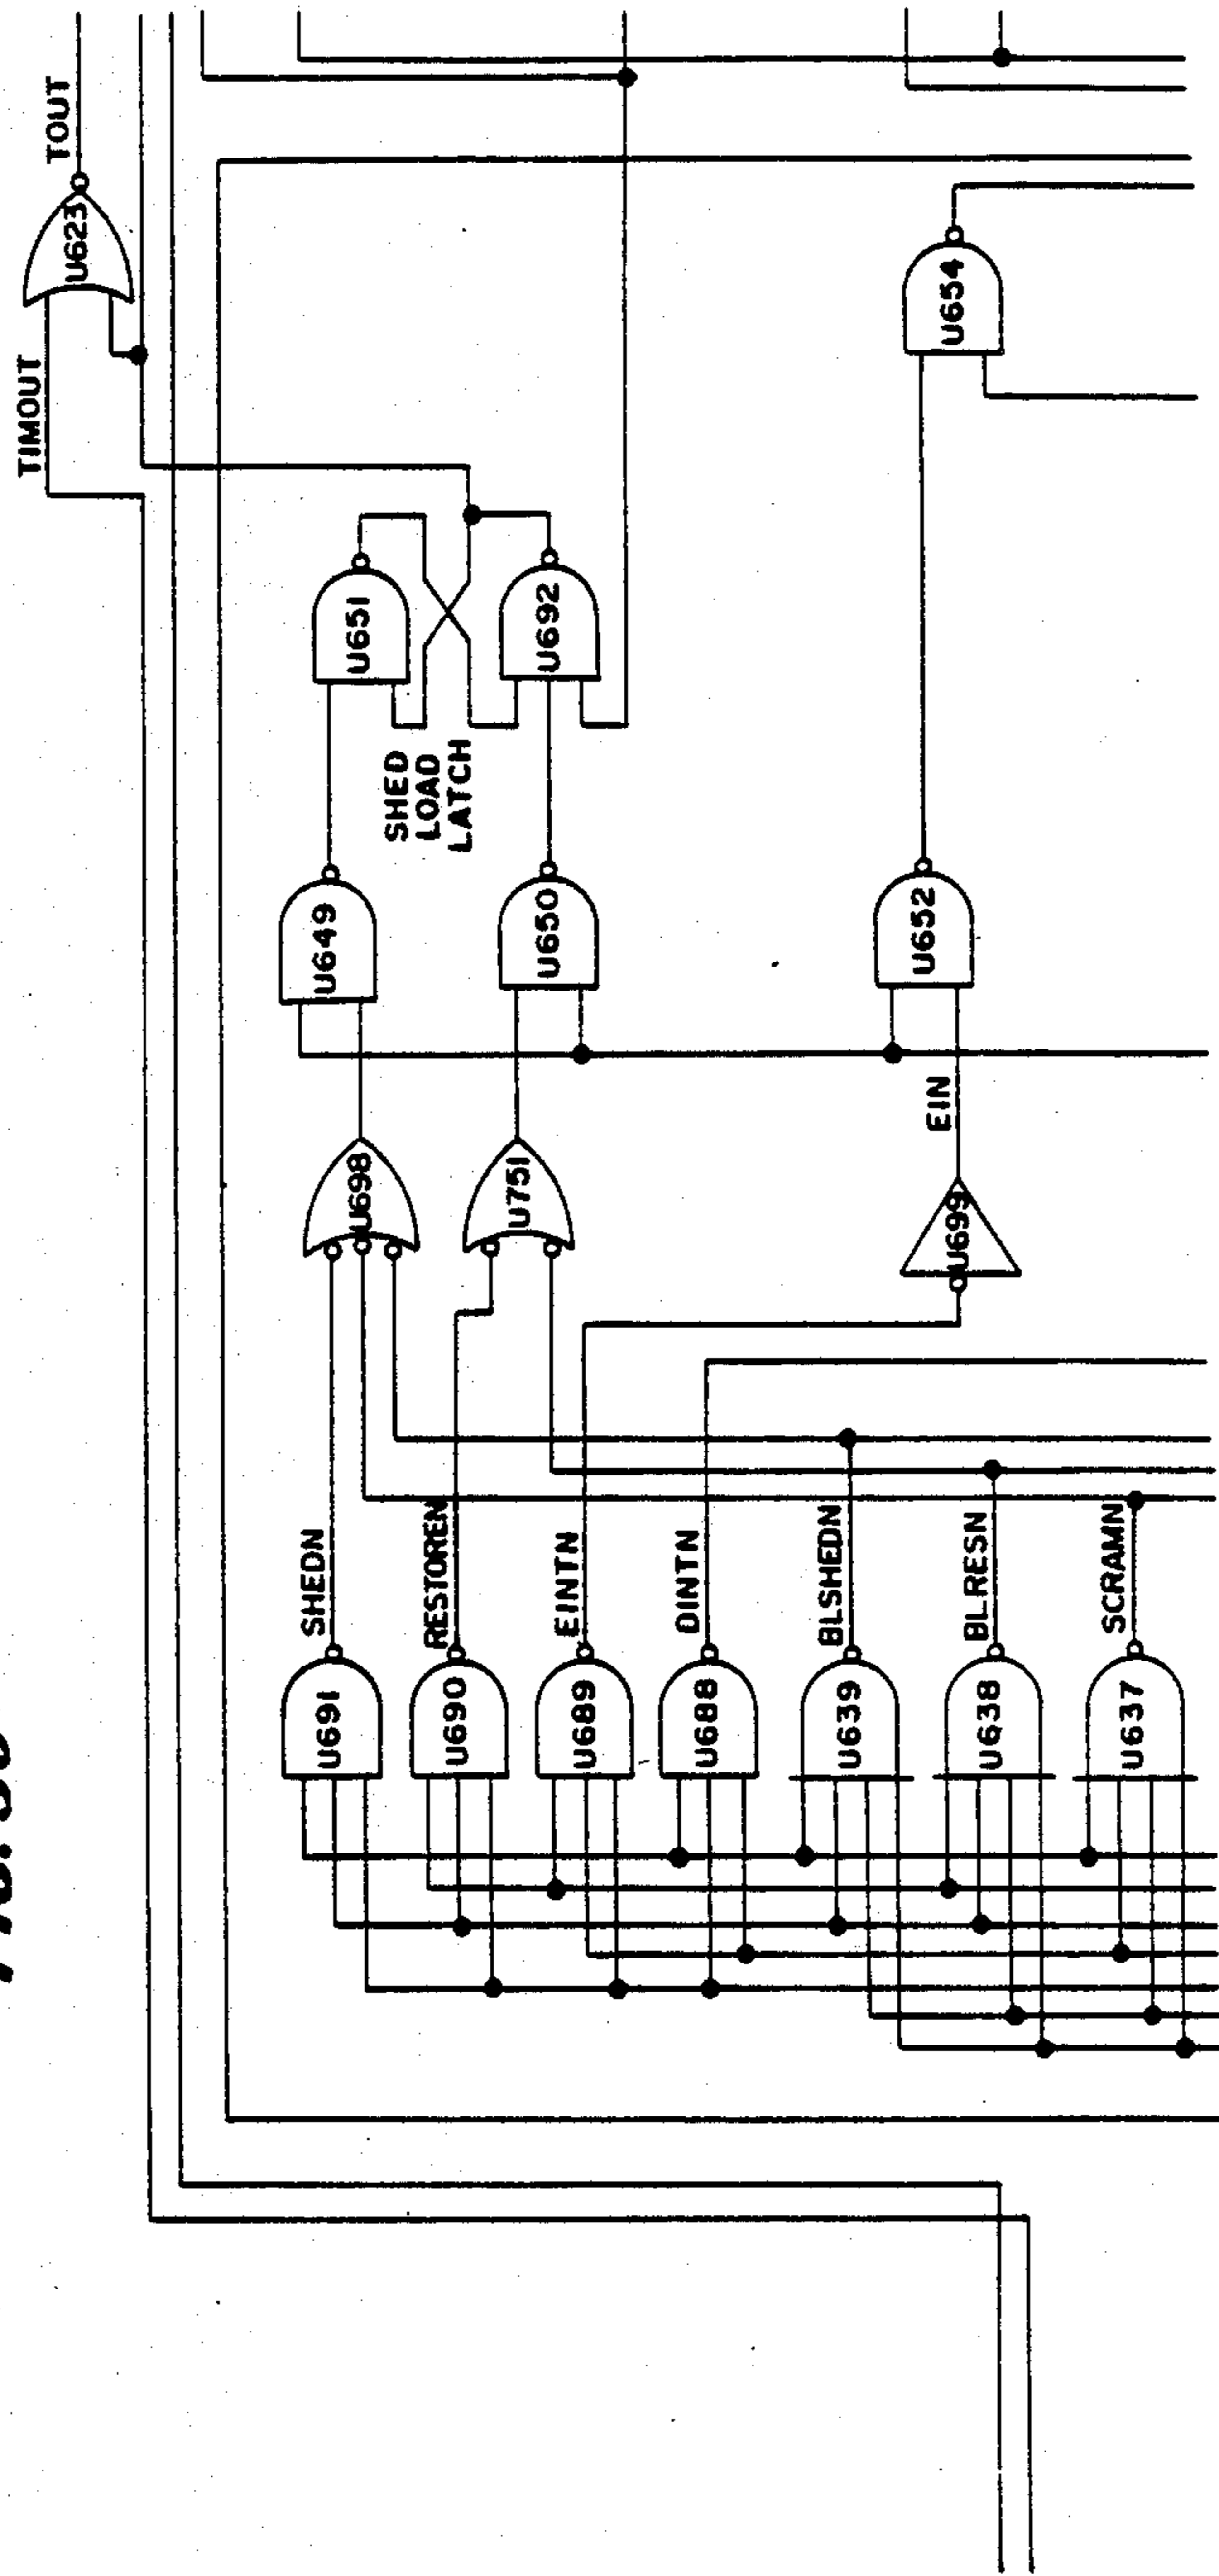 TIMOUT
TOUT
U623
U651
U692
SHED
LOAD
LATCH
U649
U650
U654
U652
EIN
U698
U751
U699
SHEDN
RESTOREN
EINTN
DINTN
BLSHEDN
BLRESN
SCRAMN
U691
U690
U689
U688
U639
U638
U637